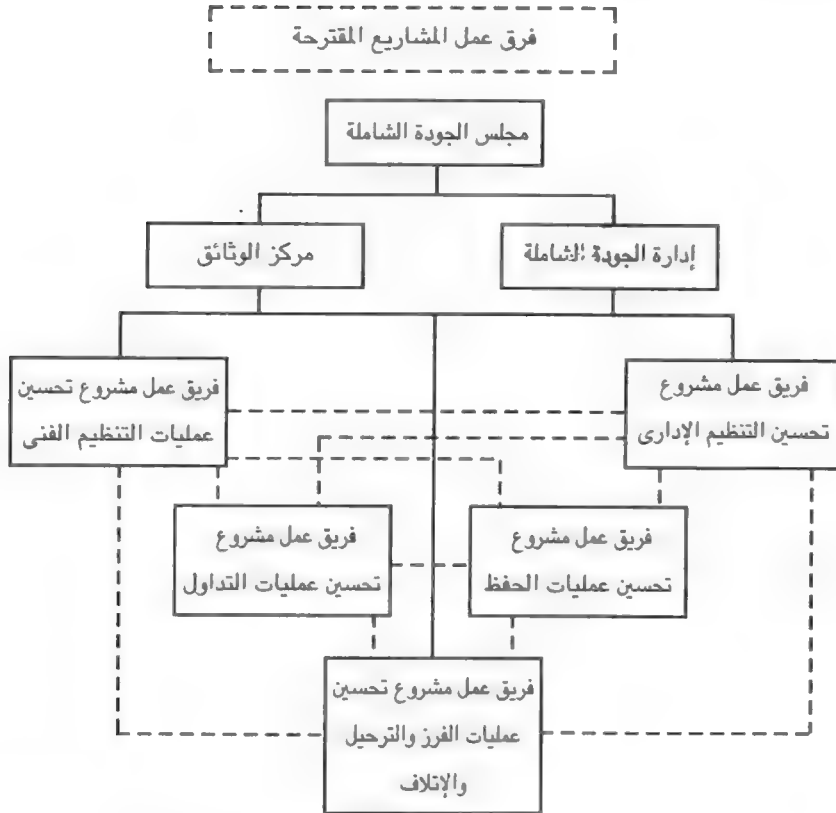 فرق عمل المشاريع المقترحة
مجلس الجودة الشاملة
إدارة الجودة الشاملة
مركز الوثائق
فريق عمل مشروع
تحسين التنظيم الإدارى
فريق عمل مشروع تحسين
عمليات التنظيم الفنى
فريق عمل مشروع
تحسين عمليات الحفظ
فريق عمل مشروع
تحسين عمليات التداول
فريق عمل مشروع تحسين
عمليات الفرز والترحيل
والإتلاف